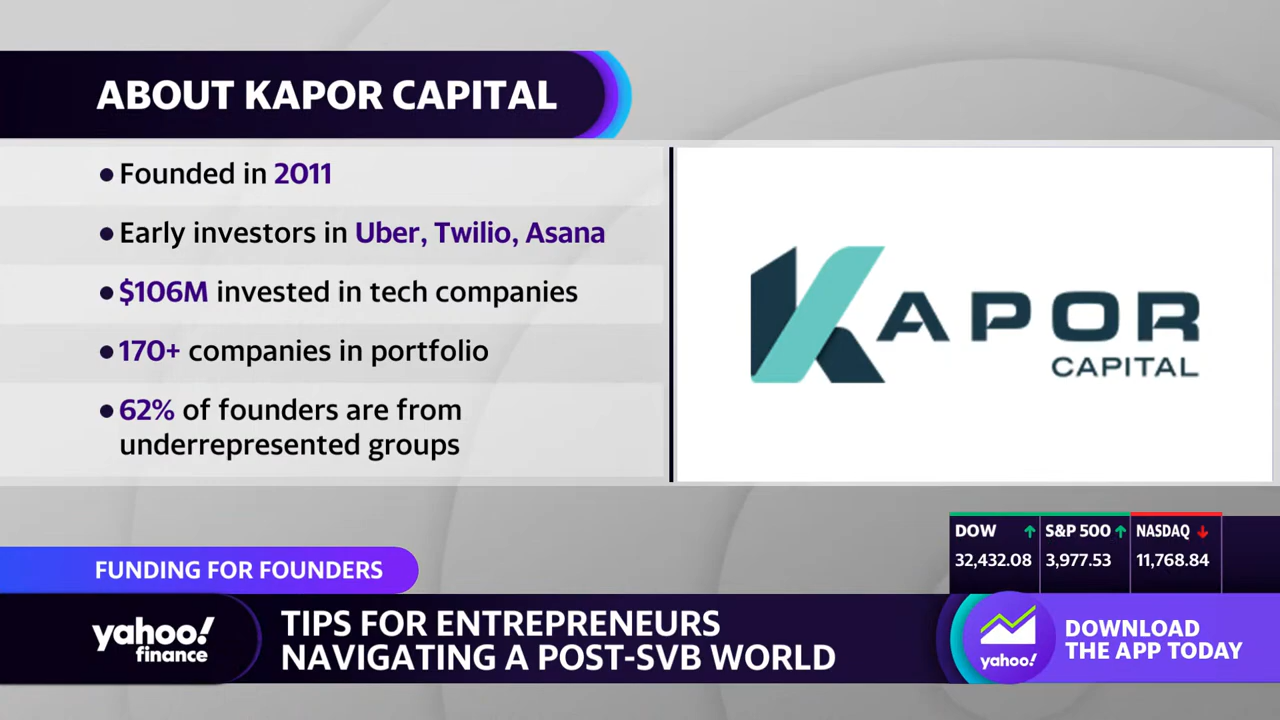 ABOUT KAPOR CAPITAL
● Founded in 2011
● Early investors in Uber, Twilio, Asana
● $106M invested in tech companies
● 170+ companies in portfolio
● 62% of founders are from
underrepresented groups
KAPOR
CAPITAL
DOW
32,432.08
S&P 500
3,977.53
NASDAQ
11,768.84
FUNDING FOR FOUNDERS
yahoo!
finance
TIPS FOR ENTREPRENEURS
NAVIGATING A POST-SVB WORLD
yahoo!
DOWNLOAD
THE APP TODAY